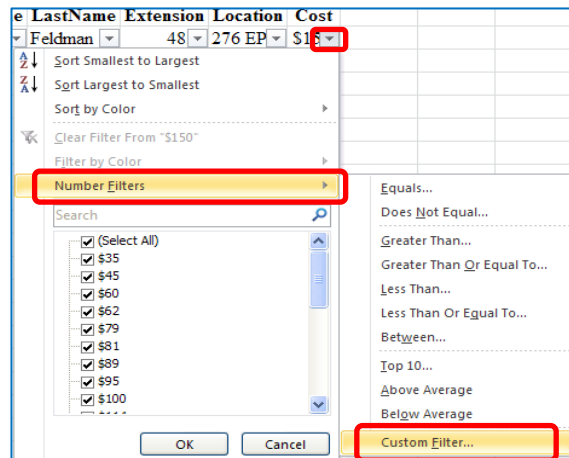 e LastName Extension Location Cost
Feldman 48 276 EP $15
Sort Smallest to Largest
Sort Largest to Smallest
Sort by Color
Clear Filter From "$150"
Filter by Color
Number Filters
Search
(Select All)
$35
$45
$60
$62
$79
$81
$89
$95
$100
OK Cancel
Equals...
Does Not Equal...
Greater Than...
Greater Than Or Equal To...
Less Than...
Less Than Or Equal To...
Between...
Top 10...
Above Average
Below Average
Custom Filter...